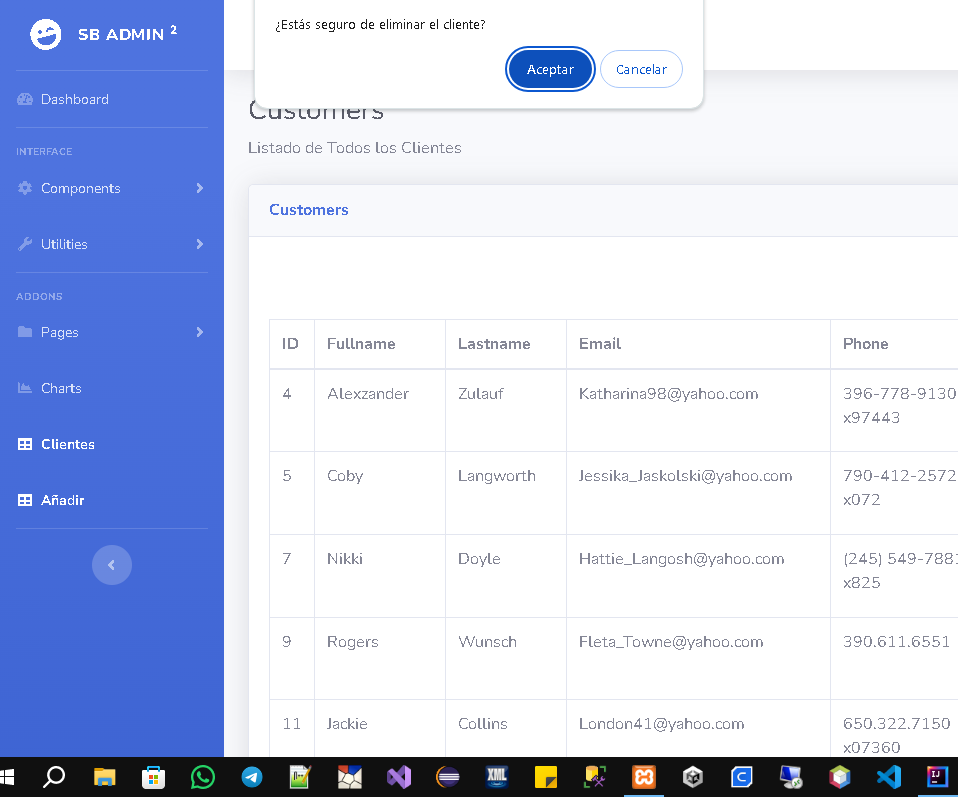 SB ADMIN 2
¿Estás seguro de eliminar el cliente?
Aceptar Cancelar
Dashboard
INTERFACE
Components
Utilities
ADDONS
Pages
Charts
Clientes
Añadir
Customers
Listado de Todos los Clientes
Customers
ID Fullname Lastname Email Phone
4 Alexzander Zulauf Katharina98@yahoo.com 396-778-9130
x97443
5 Coby Langworth Jessika_Jaskolski@yahoo.com 790-412-2572
x072
7 Nikki Doyle Hattie_Langosh@yahoo.com (245) 549-7881
x825
9 Rogers Wunsch Fleta_Towne@yahoo.com 390.611.6551
11 Jackie Collins London41@yahoo.com 650.322.7150
x07360
XML
IJ